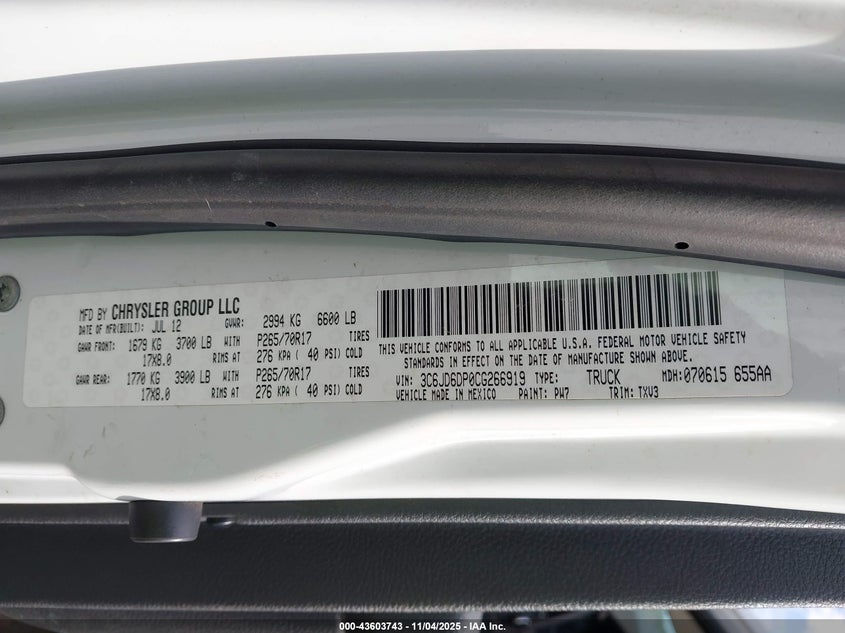 MFD BY CHRYSLER GROUP LLC
DATE OF MFR(BUILT): JUL 12 GVWR: 2994 KG 6600 LB
GAWR FRONT: 1679 KG 3700 LB WITH P265/70R17 TIRES
17X8.0 RIMS AT 276 KPA ( 40 PSI) COLD
GAWR REAR: 1770 KG 3900 LB WITH P265/70R17 TIRES
17X8.0 RIMS AT 276 KPA ( 40 PSI) COLD
THIS VEHICLE CONFORMS TO ALL APPLICABLE U.S.A. FEDERAL MOTOR VEHICLE SAFETY
STANDARDS IN EFFECT ON THE DATE OF MANUFACTURE SHOWN ABOVE.
VIN: 3C6JD6DP0CG266919 TYPE: TRUCK MDH: 070615 655AA
VEHICLE MADE IN MEXICO PAINT: PW7 TRIM: TXV3
000-43603743 - 11/04/2025 - IAA Inc.